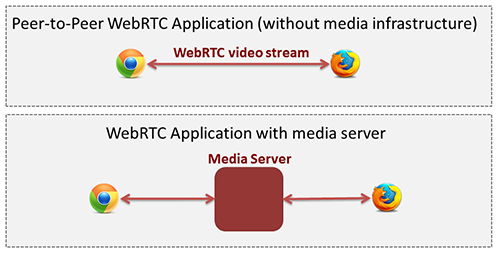 Peer-to-Peer WebRTC Application (without media infrastructure)
WebRTC video stream
WebRTC Application with media server
Media Server